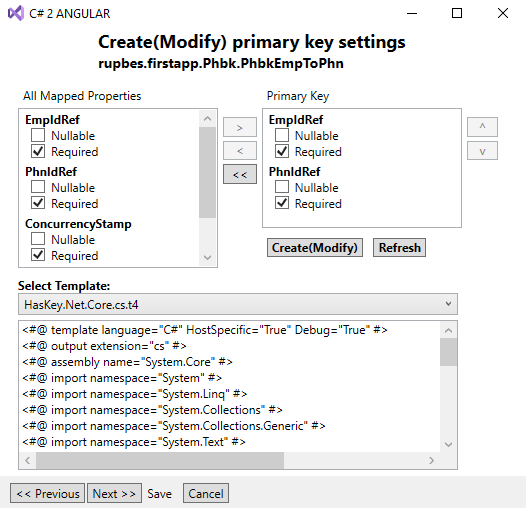 C# 2 ANGULAR
Create(Modify) primary key settings
rupbes.firstapp.Phbk.PhbkEmpToPhn
All Mapped Properties
EmpIdRef
Nullable
Required
PhnIdRef
Nullable
Required
ConcurrencyStamp
Nullable
Required
>
<
<<
Primary Key
EmpIdRef
Nullable
Required
PhnIdRef
Nullable
Required
^
v
Create(Modify)
Refresh
Select Template:
HasKey.Net.Core.cs.t4
<#@ template language="C#" HostSpecific="True" Debug="True" #>
<#@ output extension="cs" #>
<#@ assembly name="System.Core" #>
<#@ import namespace="System" #>
<#@ import namespace="System.Linq" #>
<#@ import namespace="System.Collections" #>
<#@ import namespace="System.Collections.Generic" #>
<#@ import namespace="System.Text" #>
<< Previous
Next >>
Save
Cancel